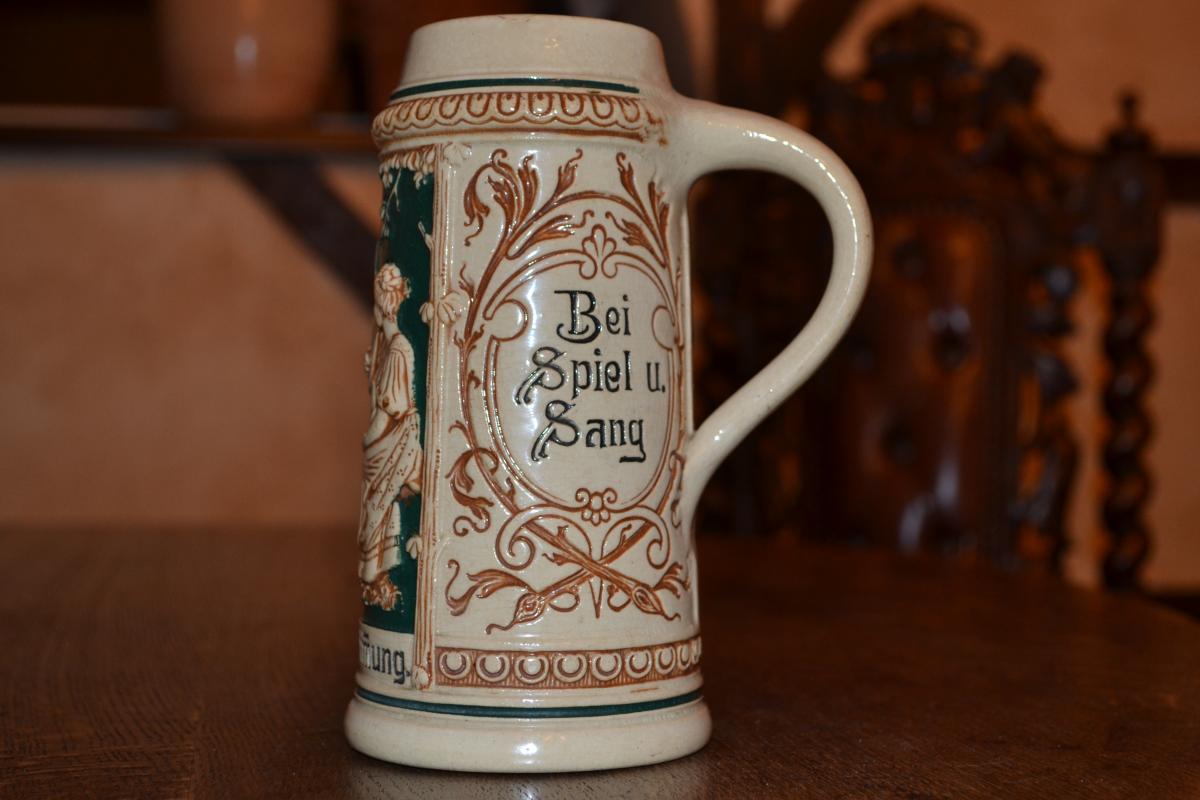 Bei
Spiel u.
Sang